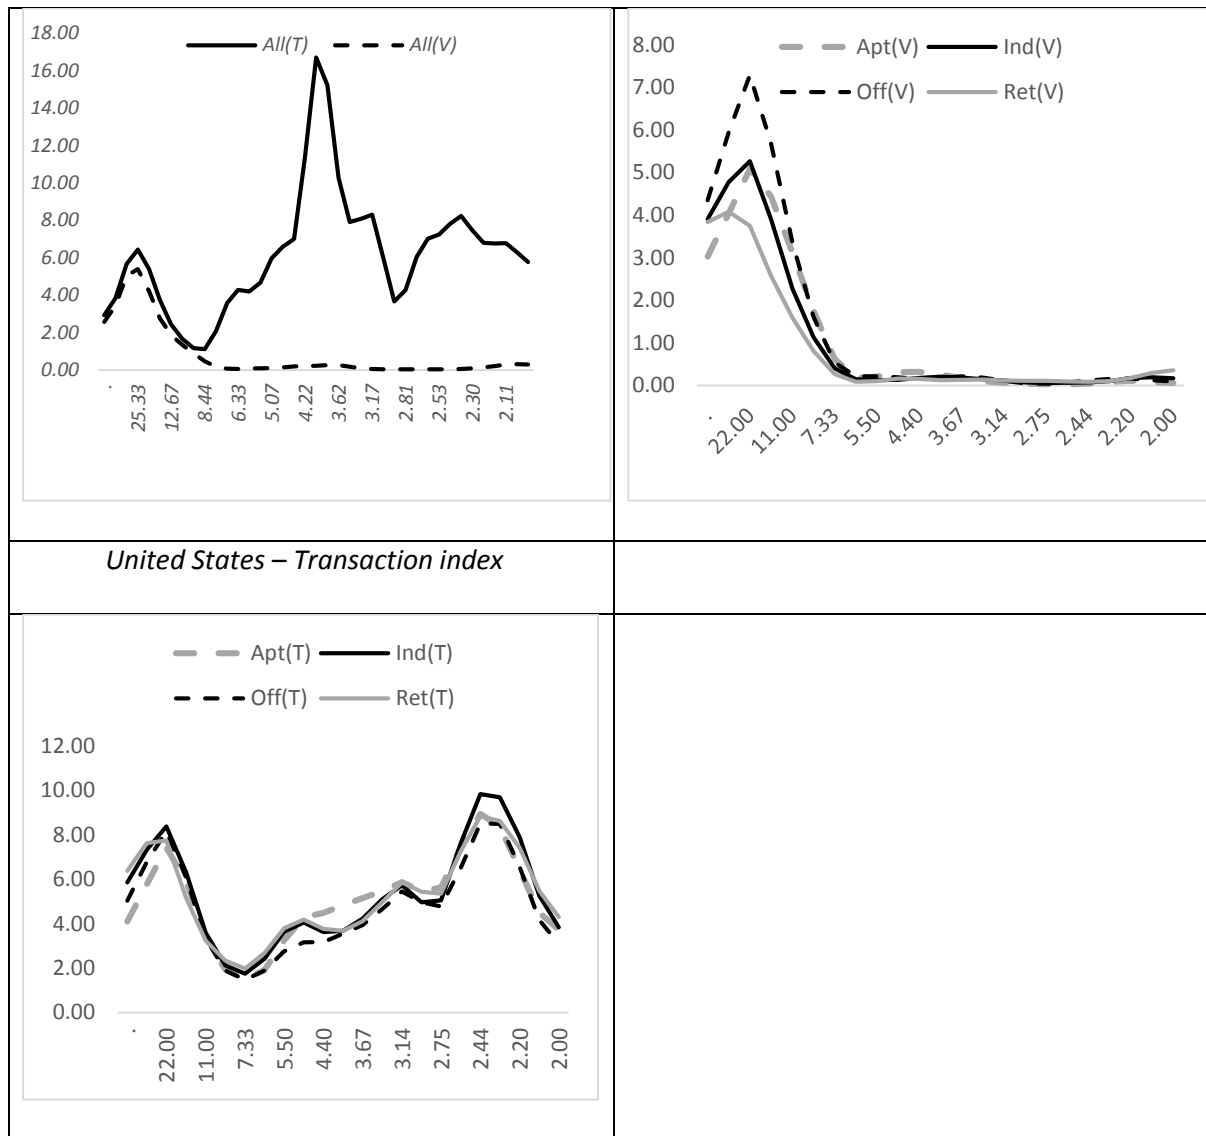 18.00
16.00
14.00
12.00
10.00
8.00
6.00
4.00
2.00
0.00
All(T) All(V)
. 25.33 12.67 8.44 6.33 5.07 4.22 3.62 3.17 2.81 2.53 2.30 2.11
8.00
7.00
6.00
5.00
4.00
3.00
2.00
1.00
0.00
Apt(V) Ind(V)
Off(V) Ret(V)
. 22.00 11.00 7.33 5.50 4.40 3.67 3.14 2.75 2.44 2.20 2.00
United States – Transaction index
Apt(T) Ind(T)
Off(T) Ret(T)
12.00
10.00
8.00
6.00
4.00
2.00
0.00
. 22.00 11.00 7.33 5.50 4.40 3.67 3.14 2.75 2.44 2.20 2.00